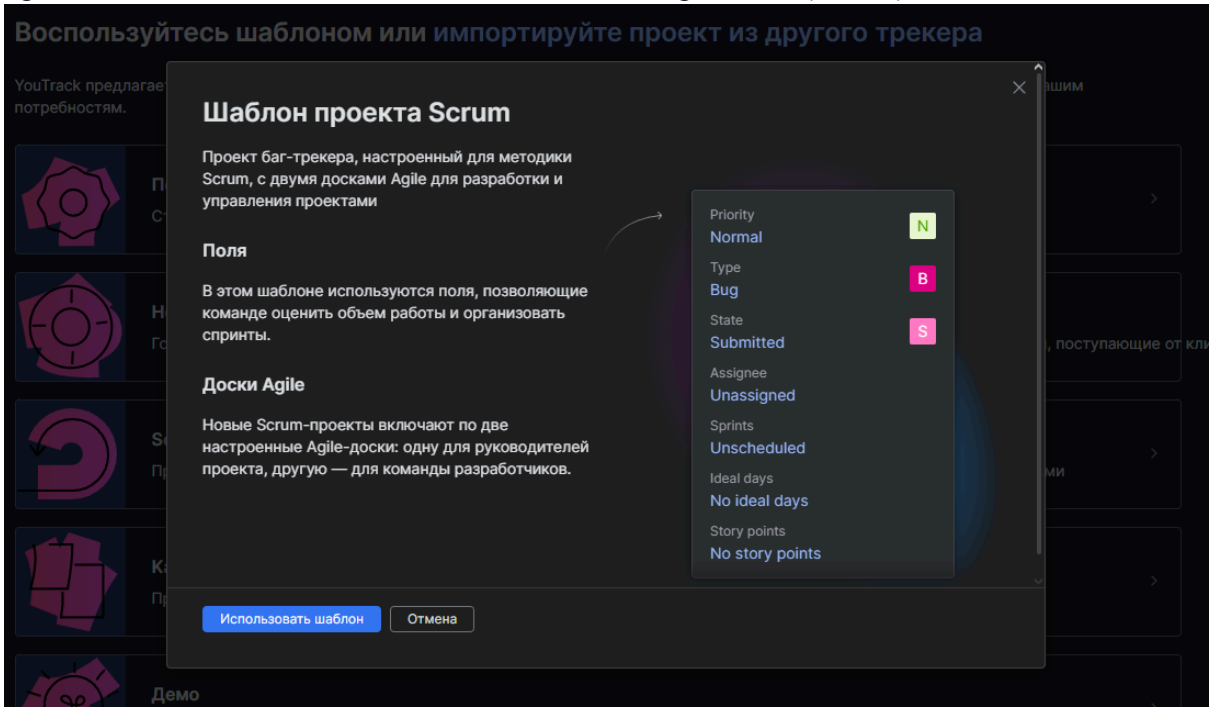 Воспользуйтесь шаблоном или импортируйте проект из другого трекера
YouTrack предлагае
ашим
потребностям.
Шаблон проекта Scrum
Проект баг-трекера, настроенный для методики
Scrum, с двумя досками Agile для разработки и
управления проектами
Поля
В этом шаблоне используются поля, позволяющие
команде оценить объем работы и организовать
спринты.
Доски Agile
Новые Scrum-проекты включают по две
настроенные Agile-доски: одну для руководителей
проекта, другую — для команды разработчиков.
Priority
Normal
N
Type
Bug
B
State
Submitted
S
Assignee
Unassigned
Sprints
Unscheduled
Ideal days
No ideal days
Story points
No story points
, поступающие от кли
ми
Использовать шаблон
Отмена
Демо